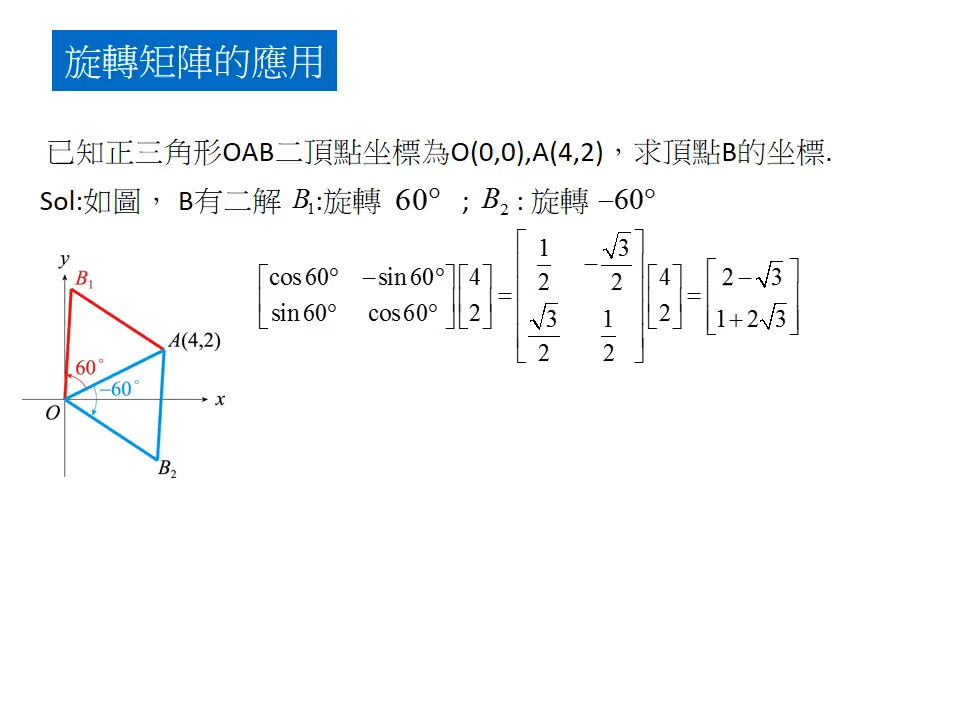 旋轉矩陣的應用
已知正三角形OAB二頂點坐標為O(0,0),A(4,2)，求頂點B的坐標.
Sol:如圖， B有二解 B₁:旋轉 60° ; B₂ : 旋轉 −60°
[cos60° −sin60°; sin60° cos60°][4; 2] = [1/2 −√3/2; √3/2 1/2][4; 2] = [2−√3; 1+2√3]
y
B₁
A(4,2)
60°
−60°
O
x
B₂